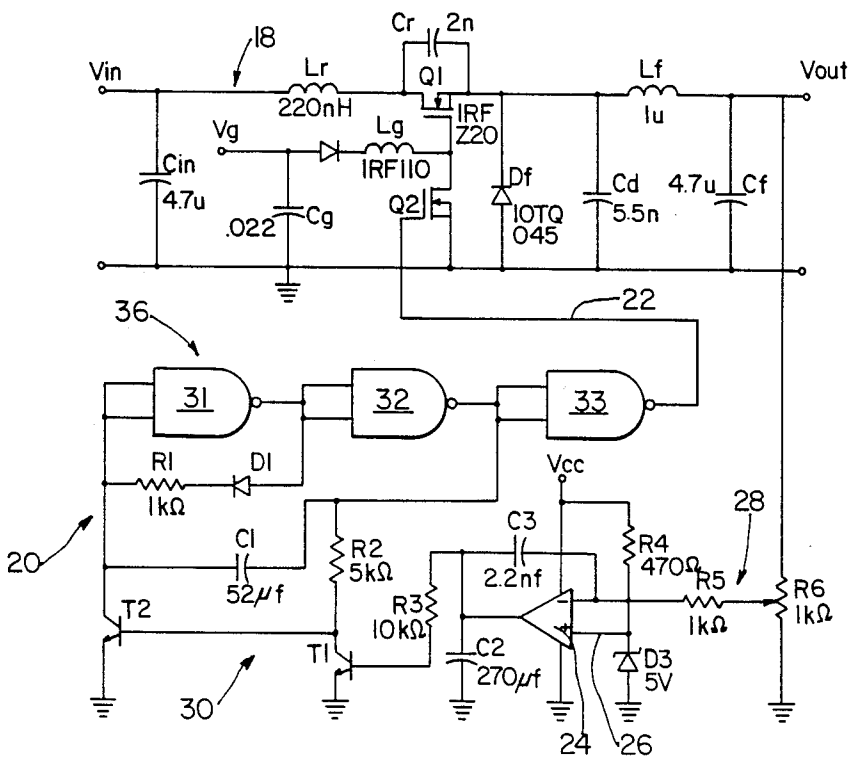 Cr 2n
18
Lr
Q1
Vin
Lf
Vout
220nH
IRF
Z20
1u
Vg
Lg
IRF110
Cin
4.7u
Q2
Df
10TQ
045
Cd
5.5n
4.7u
Cf
Cg
.022
22
36
31
32
33
R1
1kΩ
D1
Vcc
28
20
C1
52μf
R2
5kΩ
C3
2.2nf
R4
470Ω
R5
1kΩ
R6
1kΩ
R3
10kΩ
T2
T1
C2
270μf
−
+
D3
5V
30
24
26